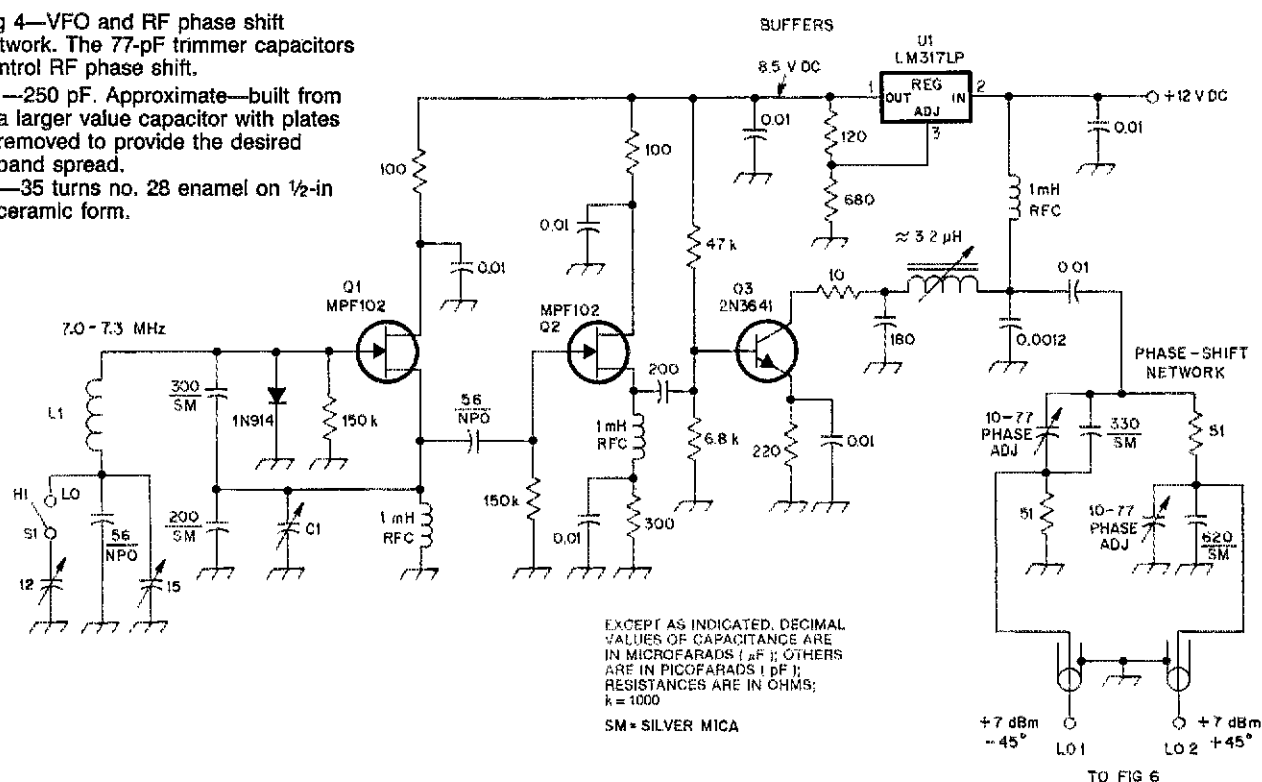 g 4—VFO and RF phase shift
twork. The 77-pF trimmer capacitors
ntrol RF phase shift.
—250 pF. Approximate—built from
a larger value capacitor with plates
removed to provide the desired
band spread.
—35 turns no. 28 enamel on ½-in
ceramic form.
BUFFERS
U1
LM317LP
8.5 V DC
1
OUT
REG
IN
ADJ
2
3
+12 VDC
0.01
0.01
120
680
1 mH
RFC
100
100
0.01
0.01
47 k
≈ 3.2 µH
10
0.01
180
0.0012
Q1
MPF102
MPF102
Q2
Q3
2N3641
7.0-7.3 MHz
L1
300
SM
1N914
150 k
56
NPO
200
1 mH
RFC
6.8 k
220
0.01
PHASE-SHIFT
NETWORK
10-77
PHASE
ADJ
330
SM
51
51
10-77
PHASE
ADJ
620
SM
HI
LO
S1
12
56
NPO
15
200
SM
C1
1 mH
RFC
150k
0.01
300
EXCEPT AS INDICATED, DECIMAL
VALUES OF CAPACITANCE ARE
IN MICROFARADS ( µF ); OTHERS
ARE IN PICOFARADS ( pF );
RESISTANCES ARE IN OHMS;
k = 1000
SM = SILVER MICA
+7 dBm
-45°
LO 1
LO 2
+7 dBm
+45°
TO FIG 6